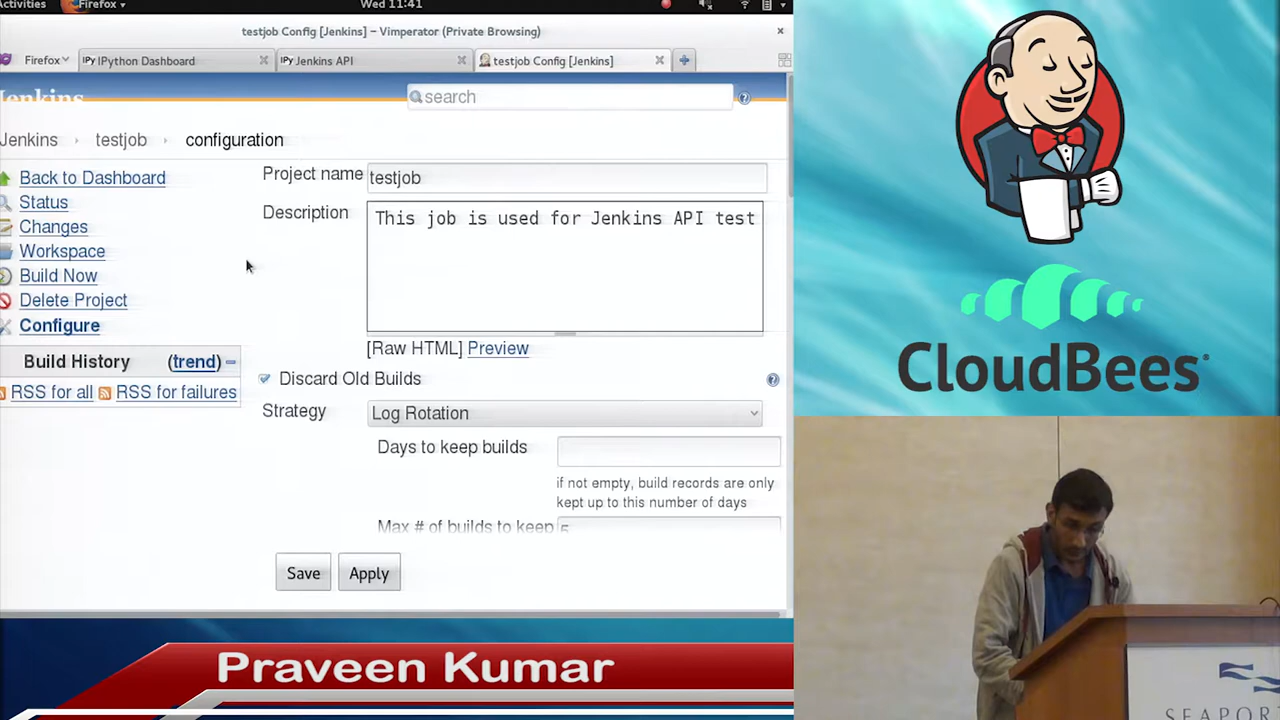 Activities Firefox Wed 11:41
testjob Config [Jenkins] – Vimperator (Private Browsing)
Firefox IPython Dashboard Jenkins API testjob Config [Jenkins]
Jenkins search
Jenkins testjob configuration
Back to Dashboard
Status
Changes
Workspace
Build Now
Delete Project
Configure
Build History (trend)
RSS for all RSS for failures
Project name testjob
Description This job is used for Jenkins API test
[Raw HTML] Preview
Discard Old Builds
Strategy Log Rotation
Days to keep builds
if not empty, build records are only
kept up to this number of days
Max # of builds to keep 5
Save Apply
CloudBees
Praveen Kumar
SEAPOR